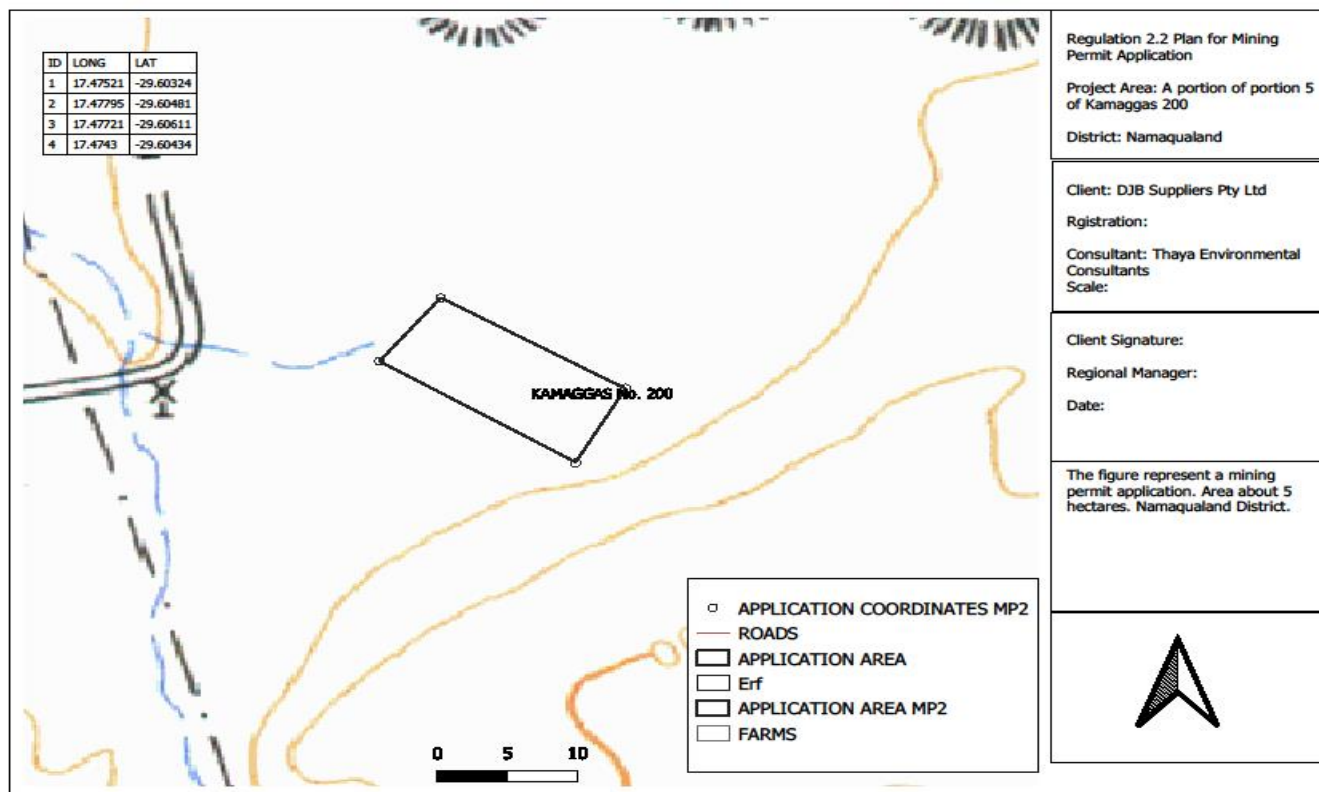 ID LONG LAT
1 17.47521 -29.60324
2 17.47795 -29.60481
3 17.47721 -29.60611
4 17.4743 -29.60434
1
KAMAGGAS No. 200
APPLICATION COORDINATES MP2
ROADS
APPLICATION AREA
Erf
APPLICATION AREA MP2
FARMS
0 5 10
Regulation 2.2 Plan for Mining
Permit Application
Project Area: A portion of portion 5
of Kamaggas 200
District: Namaqualand
Client: DJB Suppliers Pty Ltd
Rgistration:
Consultant: Thaya Environmental
Consultants
Scale:
Client Signature:
Regional Manager:
Date:
The figure represent a mining
permit application. Area about 5
hectares. Namaqualand District.